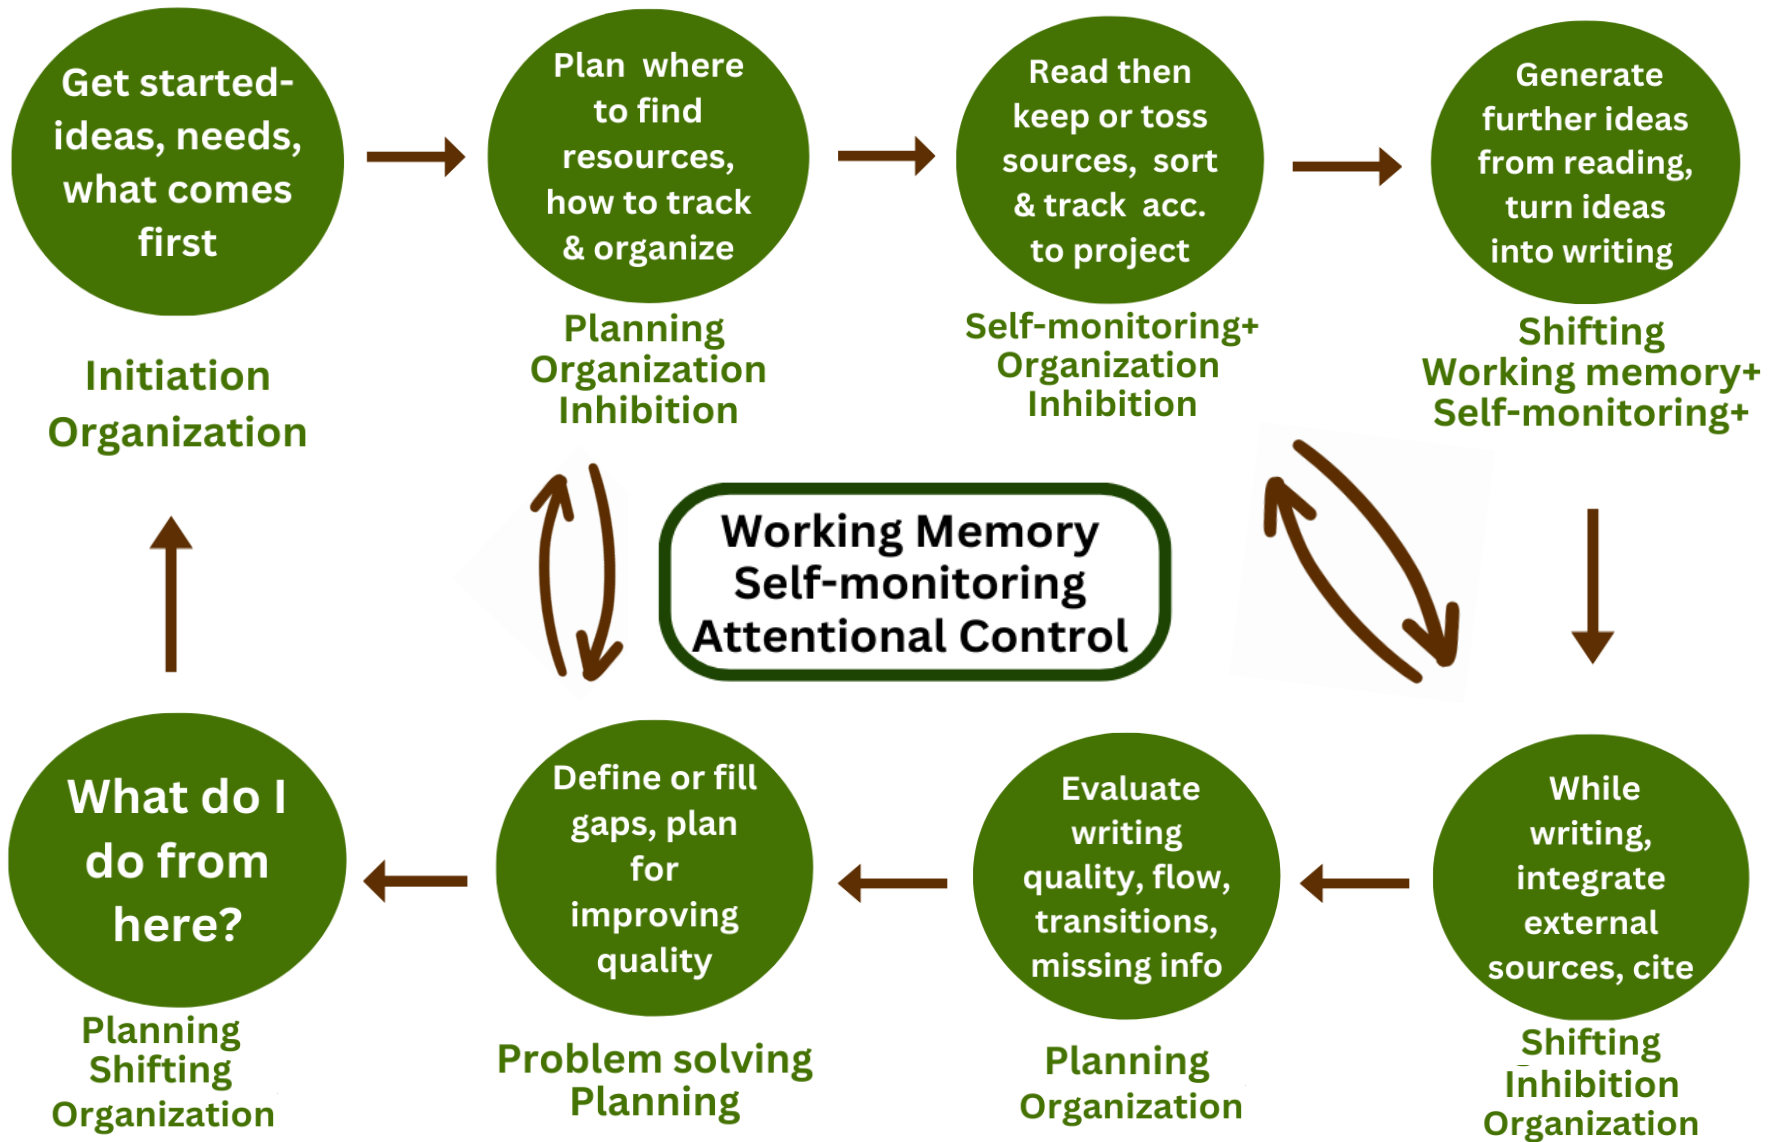 Get started-
ideas, needs,
what comes
first
Initiation
Organization
Plan where
to find
resources,
how to track
& organize
Planning
Organization
Inhibition
Read then
keep or toss
sources, sort
& track acc.
to project
Self-monitoring+
Organization
Inhibition
Generate
further ideas
from reading,
turn ideas
into writing
Shifting
Working memory+
Self-monitoring+
Working Memory
Self-monitoring
Attentional Control
What do I
do from
here?
Planning
Shifting
Organization
Define or fill
gaps, plan
for
improving
quality
Problem solving
Planning
Evaluate
writing
quality, flow,
transitions,
missing info
Planning
Organization
While
writing,
integrate
external
sources, cite
Shifting
Inhibition
Organization